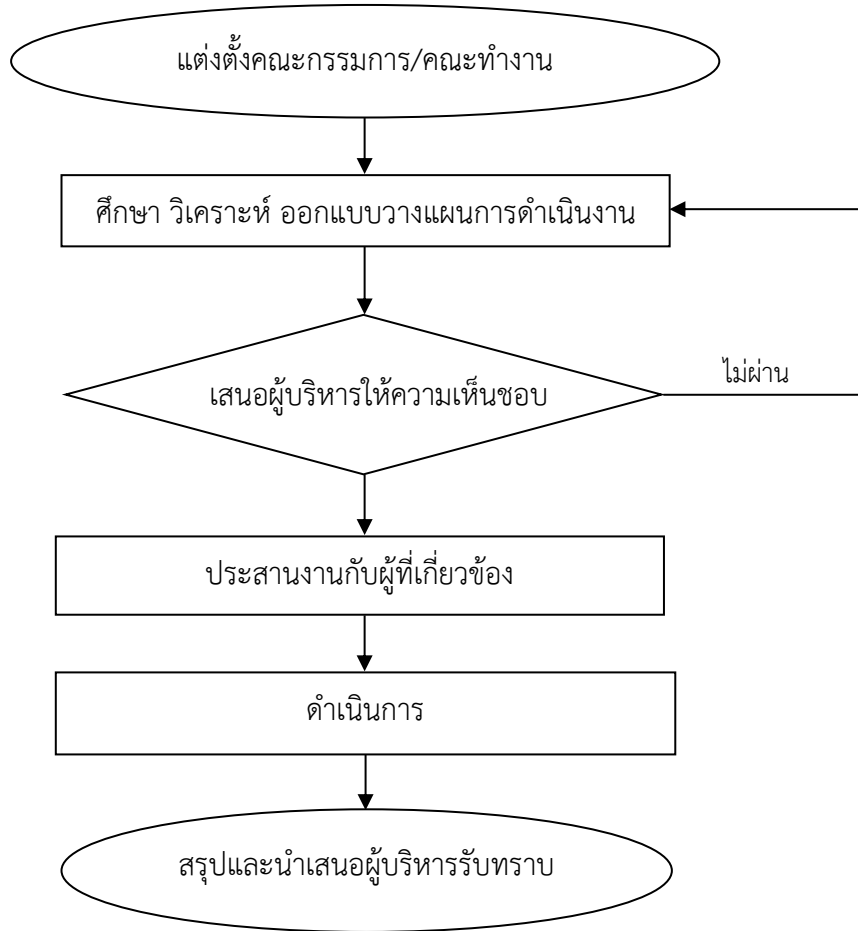 แต่งตั้งคณะกรรมการ/คณะทำงาน
ศึกษา วิเคราะห์ ออกแบบวางแผนการดำเนินงาน
เสนอผู้บริหารให้ความเห็นชอบ
ไม่ผ่าน
ประสานงานกับผู้ที่เกี่ยวข้อง
ดำเนินการ
สรุปและนำเสนอผู้บริหารรับทราบ